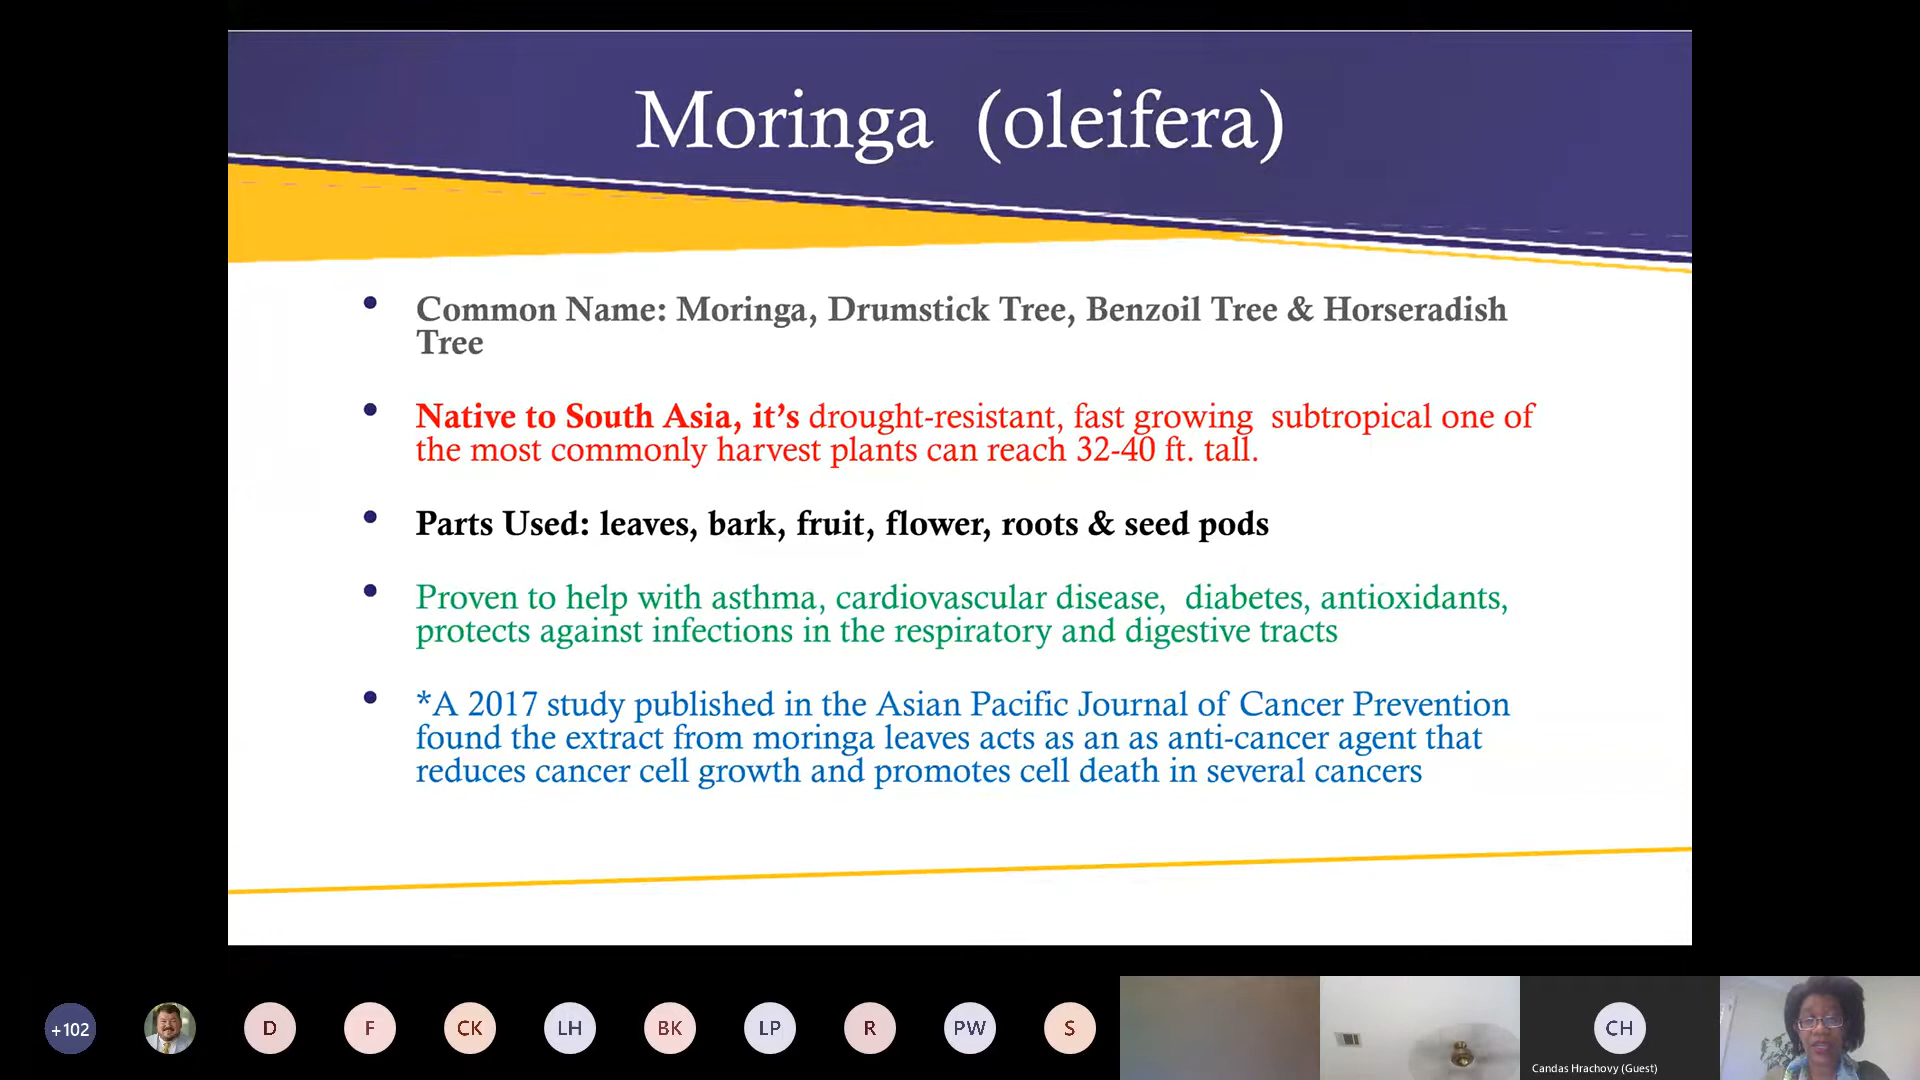 Moringa (oleifera)
Common Name: Moringa, Drumstick Tree, Benzoil Tree & Horseradish
Tree
Native to South Asia, it's drought-resistant, fast growing subtropical one of
the most commonly harvest plants can reach 32-40 ft. tall.
Parts Used: leaves, bark, fruit, flower, roots & seed pods
Proven to help with asthma, cardiovascular disease, diabetes, antioxidants,
protects against infections in the respiratory and digestive tracts
*A 2017 study published in the Asian Pacific Journal of Cancer Prevention
found the extract from moringa leaves acts as an as anti-cancer agent that
reduces cancer cell growth and promotes cell death in several cancers
+102 D F CK LH BK LP R PW S CH
Candas Hrachovy (Guest)